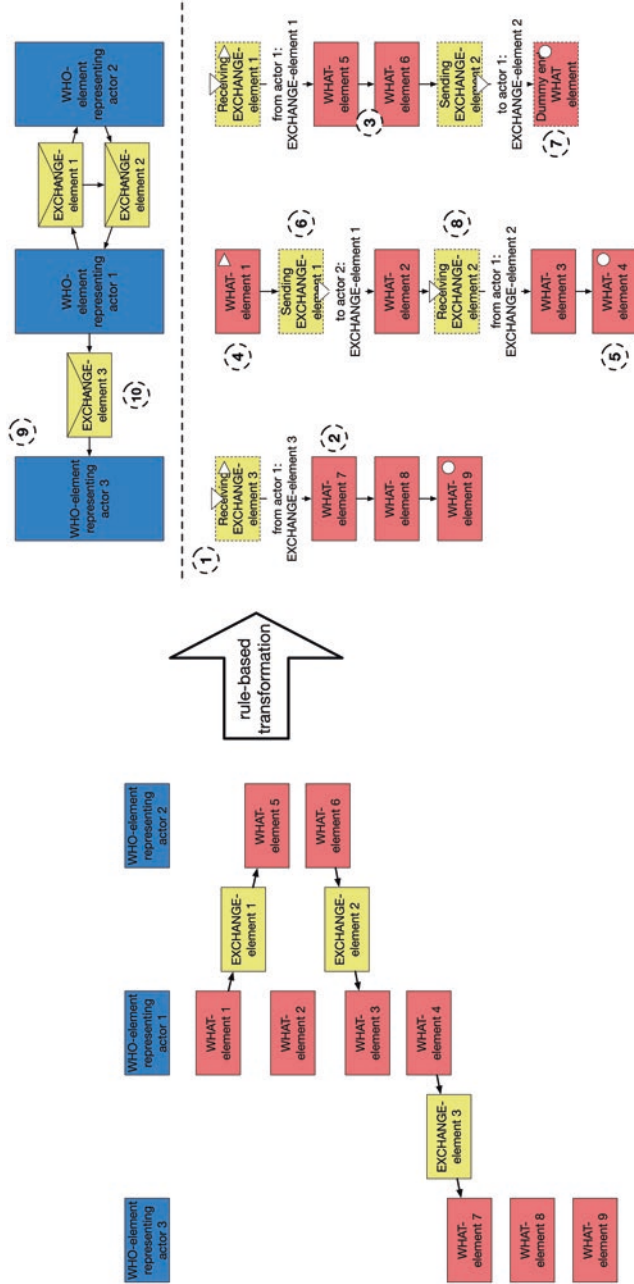 WHO-element
representing
actor 3
WHO-element
representing
actor 1
WHO-element
representing
actor 2
WHAT-
element 1
EXCHANGE-
element 1
WHAT-
element 5
WHAT-
element 2
WHAT-
element 3
EXCHANGE-
element 2
WHAT-
element 6
WHAT-
element 4
EXCHANGE-
element 3
WHAT-
element 7
WHAT-
element 8
WHAT-
element 9
rule-based
transformation
WHO-element
representing
actor 3
9
EXCHANGE-
element 3
10
WHO-
element
representing
actor 1
EXCHANGE-
element 1
EXCHANGE-
element 2
WHO-
element
representing
actor 2
1
Receiving
EXCHANGE-
element 3
from actor 1:
EXCHANGE-element 3
2
WHAT-
element 7
WHAT-
element 8
WHAT-
element 9
4
WHAT-
element 1
6
Sending
EXCHANGE-
element 1
to actor 2:
EXCHANGE-element 1
WHAT-
element 2
8
Receiving
EXCHANGE-
element 2
from actor 1:
EXCHANGE-element 2
WHAT-
element 3
5
WHAT-
element 4
Receiving
EXCHANGE-
element 1
from actor 1:
EXCHANGE-element 1
WHAT-
element 5
3
WHAT-
element 6
Sending
EXCHANGE-
element 2
to actor 1:
EXCHANGE-element 2
7
Dummy end
WHAT
element